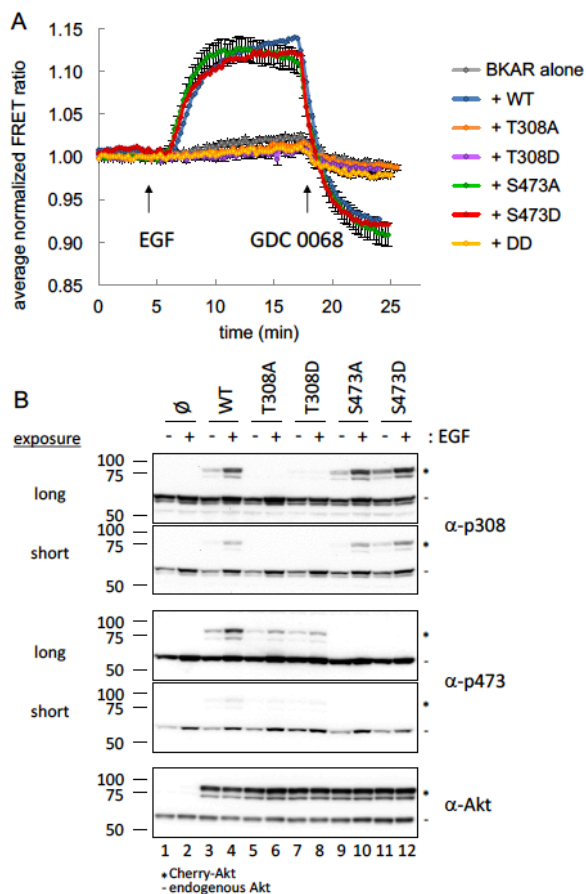 A
average normalized FRET ratio
1.15
1.10
1.05
1.00
0.95
0.90
0.85
0 5 10 15 20 25
time (min)
EGF
GDC 0068
BKAR alone
+ WT
+ T308A
+ T308D
+ S473A
+ S473D
+ DD
B
Ø WT T308A T308D S473A S473D
exposure
- + - + - + - + - + - + : EGF
long
100
75
50
*
-
short
100
75
50
*
-
α-p308
long
100
75
50
*
-
short
100
75
50
*
-
α-p473
100
75
50
*
-
α-Akt
1 2 3 4 5 6 7 8 9 10 11 12
*Cherry-Akt
- endogenous Akt